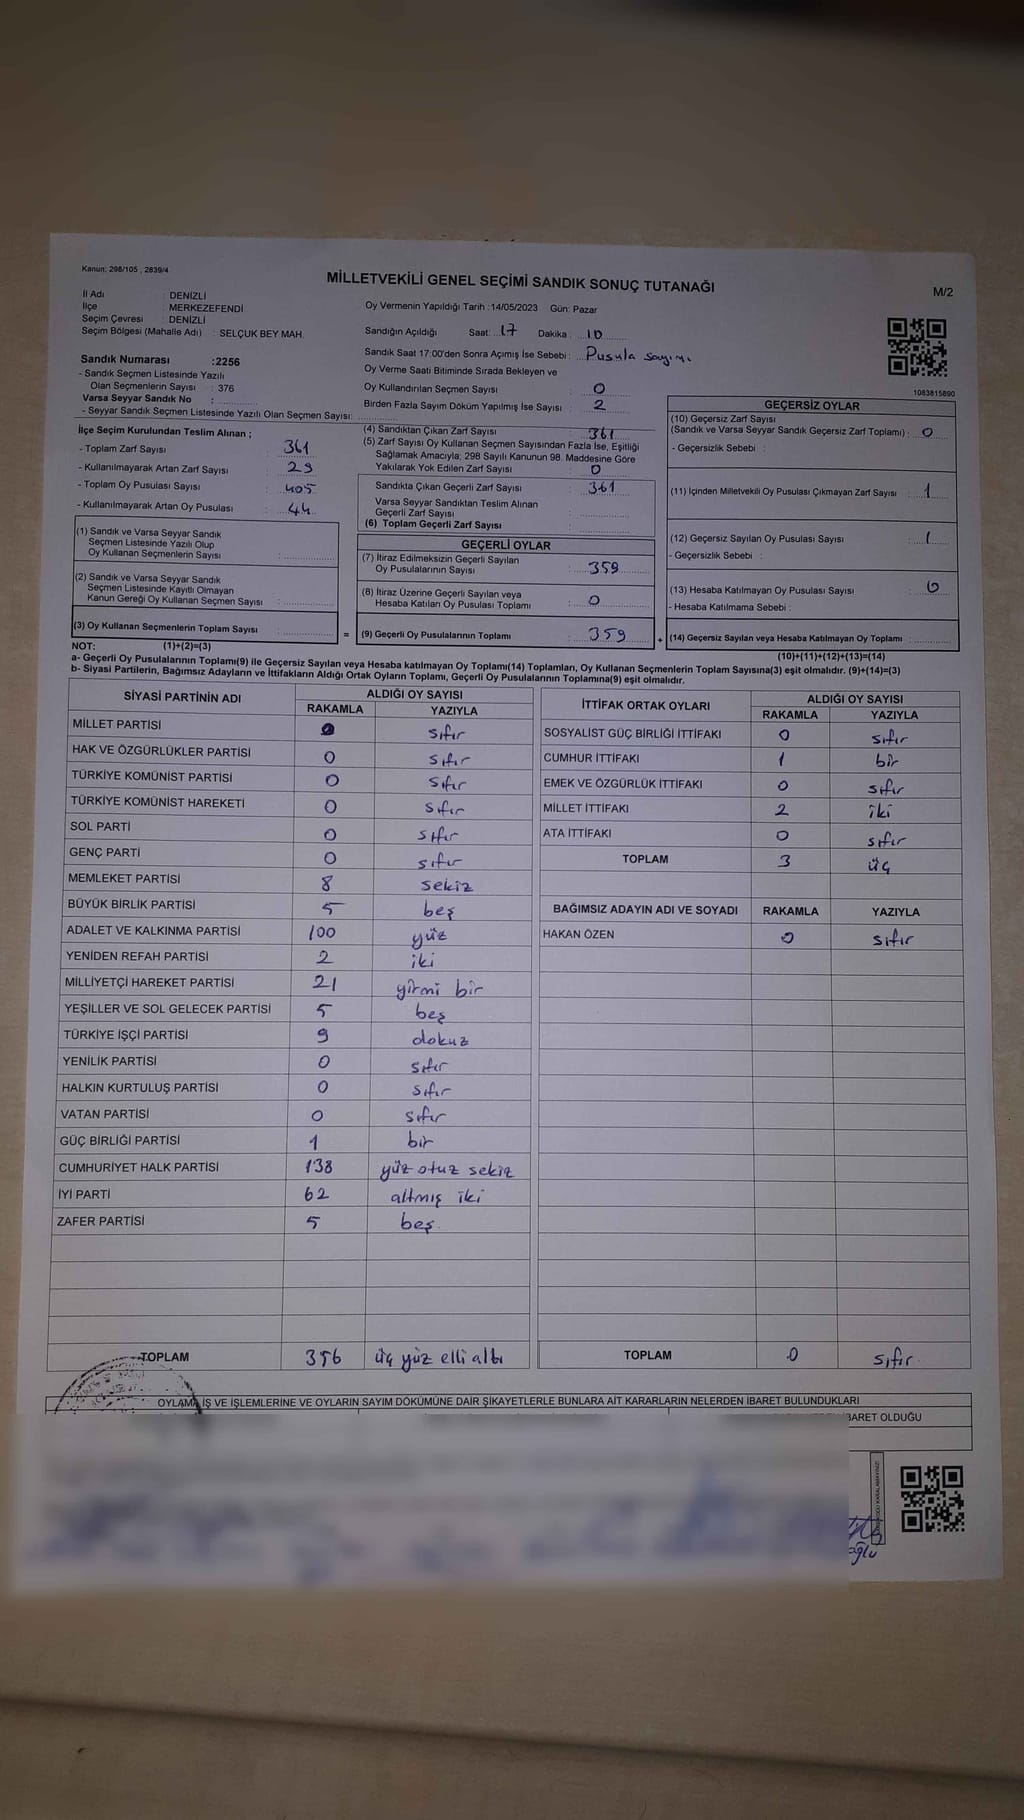 Kanun: 298/105 , 2839/4
MİLLETVEKİLİ GENEL SEÇİMİ SANDIK SONUÇ TUTANAĞI
M/2
İl Adı : DENİZLİ
İlçe : MERKEZEFENDİ
Seçim Çevresi : DENİZLİ
Seçim Bölgesi (Mahalle Adı) : SELÇUK BEY MAH.
Oy Vermenin Yapıldığı Tarih :14/05/2023 Gün: Pazar
Sandığın Açıldığı Saat: 17 Dakika : 10
Sandık Saat 17:00'den Sonra Açımış İse Sebebi : Pusula sayımı
Oy Verme Saati Bitiminde Sırada Bekleyen ve
Oy Kullandırılan Seçmen Sayısı : 0
Birden Fazla Sayım Döküm Yapılmış İse Sayısı : 2
1083815890
Sandık Numarası :2256
- Sandık Seçmen Listesinde Yazılı
Olan Seçmenlerin Sayısı : 376
Varsa Seyyar Sandık No :
- Seyyar Sandık Seçmen Listesinde Yazılı Olan Seçmen Sayısı:
İlçe Seçim Kurulundan Teslim Alınan ;
- Toplam Zarf Sayısı : 361
- Kullanılmayarak Artan Zarf Sayısı : 29
- Toplam Oy Pusulası Sayısı : 405
- Kullanılmayarak Artan Oy Pusulası : 44
(1) Sandık ve Varsa Seyyar Sandık
Seçmen Listesinde Yazılı Olup
Oy Kullanan Seçmenlerin Sayısı :
(2) Sandık ve Varsa Seyyar Sandık
Seçmen Listesinde Kayıtlı Olmayan
Kanun Gereği Oy Kullanan Seçmen Sayısı :
(3) Oy Kullanan Seçmenlerin Toplam Sayısı :
(4) Sandıktan Çıkan Zarf Sayısı : 361
(5) Zarf Sayısı Oy Kullanan Seçmen Sayısından Fazla İse, Eşitliği
Sağlamak Amacıyla; 298 Sayılı Kanunun 98. Maddesine Göre
Yakılarak Yok Edilen Zarf Sayısı : 0
Sandıkta Çıkan Geçerli Zarf Sayısı : 361
Varsa Seyyar Sandıktan Teslim Alınan
Geçerli Zarf Sayısı :
(6) Toplam Geçerli Zarf Sayısı :
GEÇERLİ OYLAR
(7) İtiraz Edilmeksizin Geçerli Sayılan
Oy Pusulalarının Sayısı : 359
(8) İtiraz Üzerine Geçerli Sayılan veya
Hesaba Katılan Oy Pusulası Toplamı : 0
= (9) Geçerli Oy Pusulalarının Toplamı : 359
GEÇERSİZ OYLAR
(10) Geçersiz Zarf Sayısı
(Sandık ve Varsa Seyyar Sandık Geçersiz Zarf Toplamı) : 0
- Geçersizlik Sebebi :
(11) İçinden Milletvekili Oy Pusulası Çıkmayan Zarf Sayısı : 1
(12) Geçersiz Sayılan Oy Pusulası Sayısı : 1
- Geçersizlik Sebebi :
(13) Hesaba Katılmayan Oy Pusulası Sayısı : 0
- Hesaba Katılmama Sebebi :
+ (14) Geçersiz Sayılan veya Hesaba Katılmayan Oy Toplamı :
NOT: (1)+(2)=(3)
(10)+(11)+(12)+(13)=(14)
a- Geçerli Oy Pusulalarının Toplamı(9) ile Geçersiz Sayılan veya Hesaba katılmayan Oy Toplamı(14) Toplamları, Oy Kullanan Seçmenlerin Toplam Sayısına(3) eşit olmalıdır. (9)+(14)=(3)
b- Siyasi Partilerin, Bağımsız Adayların ve İttifakların Aldığı Ortak Oyların Toplamı, Geçerli Oy Pusulalarının Toplamına(9) eşit olmalıdır.
SİYASİ PARTİNİN ADI ALDIĞI OY SAYISI
RAKAMLA YAZIYLA
MİLLET PARTİSİ 0 sıfır
HAK VE ÖZGÜRLÜKLER PARTİSİ 0 sıfır
TÜRKİYE KOMÜNİST PARTİSİ 0 sıfır
TÜRKİYE KOMÜNİST HAREKETİ 0 sıfır
SOL PARTİ 0 sıfır
GENÇ PARTİ 0 sıfır
MEMLEKET PARTİSİ 8 sekiz
BÜYÜK BİRLİK PARTİSİ 5 beş
ADALET VE KALKINMA PARTİSİ 100 yüz
YENİDEN REFAH PARTİSİ 2 iki
MİLLİYETÇİ HAREKET PARTİSİ 21 yirmi bir
YEŞİLLER VE SOL GELECEK PARTİSİ 5 beş
TÜRKİYE İŞÇİ PARTİSİ 9 dokuz
YENİLİK PARTİSİ 0 sıfır
HALKIN KURTULUŞ PARTİSİ 0 sıfır
VATAN PARTİSİ 0 sıfır
GÜÇ BİRLİĞİ PARTİSİ 1 bir
CUMHURİYET HALK PARTİSİ 138 yüz otuz sekiz
İYİ PARTİ 62 altmış iki
ZAFER PARTİSİ 5 beş
TOPLAM 356 üç yüz elli altı
İTTİFAK ORTAK OYLARI ALDIĞI OY SAYISI
RAKAMLA YAZIYLA
SOSYALİST GÜÇ BİRLİĞİ İTTİFAKI 0 sıfır
CUMHUR İTTİFAKI 1 bir
EMEK VE ÖZGÜRLÜK İTTİFAKI 0 sıfır
MİLLET İTTİFAKI 2 iki
ATA İTTİFAKI 0 sıfır
TOPLAM 3 üç
BAĞIMSIZ ADAYIN ADI VE SOYADI RAKAMLA YAZIYLA
HAKAN ÖZEN 0 sıfır
TOPLAM 0 sıfır
OYLAMA İŞ VE İŞLEMLERİNE VE OYLARIN SAYIM DÖKÜMÜNE DAİR ŞİKAYETLERLE BUNLARA AİT KARARLARIN NELERDEN İBARET BULUNDUKLARI
İBARET OLDUĞU